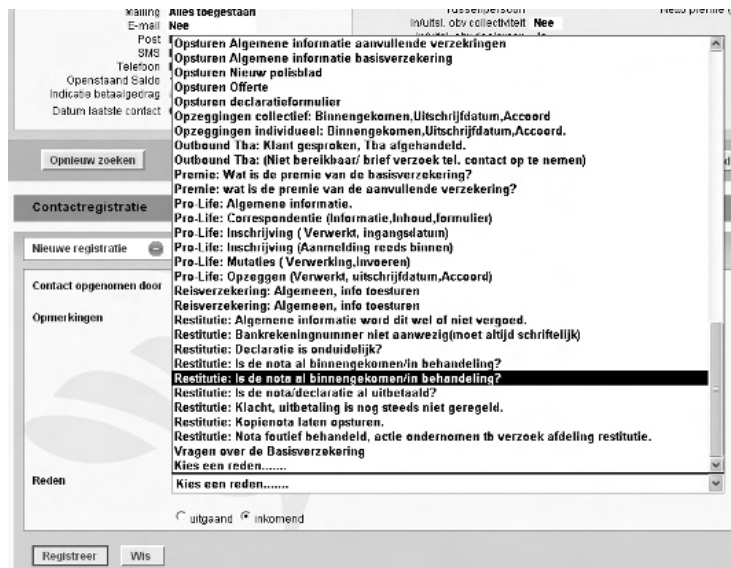 Mailing Alles toegestaan
Tussenpersoon
E-mail Nee
In/uitsl. obv collectiviteit Nee
Post
SMS
Telefoon
Openstaand Saldo
Indicatie betaalgedrag
Datum laatste contact
Opsturen Algemene informatie aanvullende verzekringen
Opsturen Algemene informatie basisverzekering
Opsturen Nieuw polisblad
Opsturen Offerte
Opsturen declaratieformulier
Opzeggingen collectief: Binnengekomen,Uitschrijfdatum,Accoord
Opzeggingen individueel: Binnengekomen,Uitschrijfdatum,Accoord.
Outbound Tba: Klant gesproken, Tba afgehandeld.
Outbound Tba: (Niet bereikbaar/ brief verzoek tel. contact op te nemen)
Premie: Wat is de premie van de basisverzekering?
Premie: wat is de premie van de aanvullende verzekering?
Pro-Life: Algemene informatie.
Pro-Life: Correspondentie (Informatie,Inhoud,formulier)
Pro-Life: Inschrijving ( Verwerkt, ingangsdatum)
Pro-Life: Inschrijving (Aanmelding reeds binnen)
Pro-Life: Mutaties ( Verwerking,Invoeren)
Pro-Life: Opzeggen (Verwerkt, uitschrijfdatum,Accoord)
Reisverzekering: Algemeen, info toesturen
Reisverzekering: Algemeen, info toesturen
Restitutie: Algemene informatie word dit wel of niet vergoed.
Restitutie: Bankrekeningnummer niet aanwezig(moet altijd schriftelijk)
Restitutie: Declaratie is onduidelijk?
Restitutie: Is de nota al binnengekomen/in behandeling?
Restitutie: Is de nota al binnengekomen/in behandeling?
Restitutie: Is de nota/declaratie al uitbetaald?
Restitutie: Klacht, uitbetaling is nog steeds niet geregeld.
Restitutie: Kopienota laten opsturen.
Restitutie: Nota foutief behandeld, actie ondernomen tb verzoek afdeling restitutie.
Vragen over de Basisverzekering
Kies een reden.......
Opnieuw zoeken
Contactregistratie
Nieuwe registratie
Contact opgenomen door
Opmerkingen
Reden Kies een reden.......
uitgaand inkomend
Registreer Wis